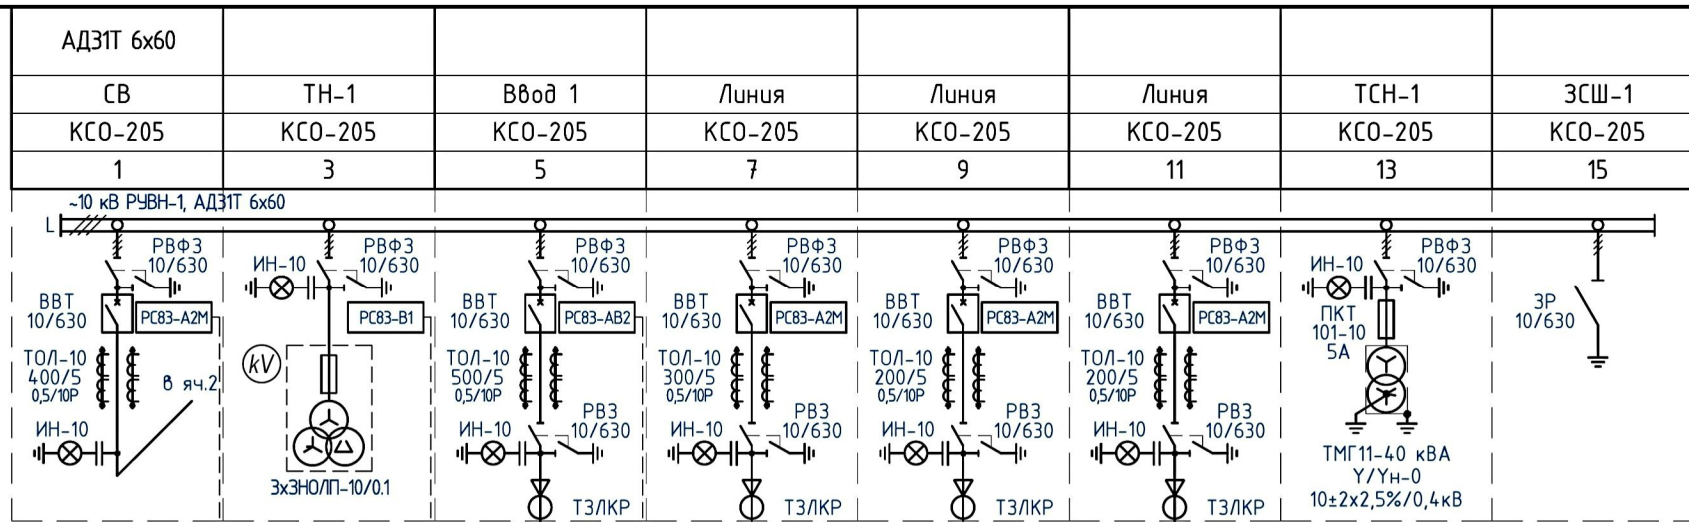 АД31Т 6х60
СВ
ТН-1
Ввод 1
Линия
Линия
Линия
ТСН-1
ЗСШ-1
КСО-205
КСО-205
КСО-205
КСО-205
КСО-205
КСО-205
КСО-205
КСО-205
1
3
5
7
9
11
13
15
~10 кВ РУВН-1, АД31Т 6х60
L
РВФЗ
10/630
ВВТ
10/630
РС83-А2М
ТОЛ-10
400/5
0,5/10Р
в яч.2
ИН-10
РВФЗ
10/630
ИН-10
РС83-В1
kV
3хЗНОЛП-10/0.1
РВФЗ
10/630
ВВТ
10/630
РС83-АВ2
ТОЛ-10
500/5
0,5/10Р
РВЗ
10/630
ИН-10
ТЗЛКР
РВФЗ
10/630
ВВТ
10/630
РС83-А2М
ТОЛ-10
300/5
0,5/10Р
РВЗ
10/630
ИН-10
ТЗЛКР
РВФЗ
10/630
ВВТ
10/630
РС83-А2М
ТОЛ-10
200/5
0,5/10Р
РВЗ
10/630
ИН-10
ТЗЛКР
РВФЗ
10/630
ВВТ
10/630
РС83-А2М
ТОЛ-10
200/5
0,5/10Р
РВЗ
10/630
ИН-10
ТЗЛКР
РВФЗ
10/630
ИН-10
ПКТ
101-10
5А
ТМГ11-40 кВА
Y/Yн-0
10±2х2,5%/0,4кВ
ЗР
10/630